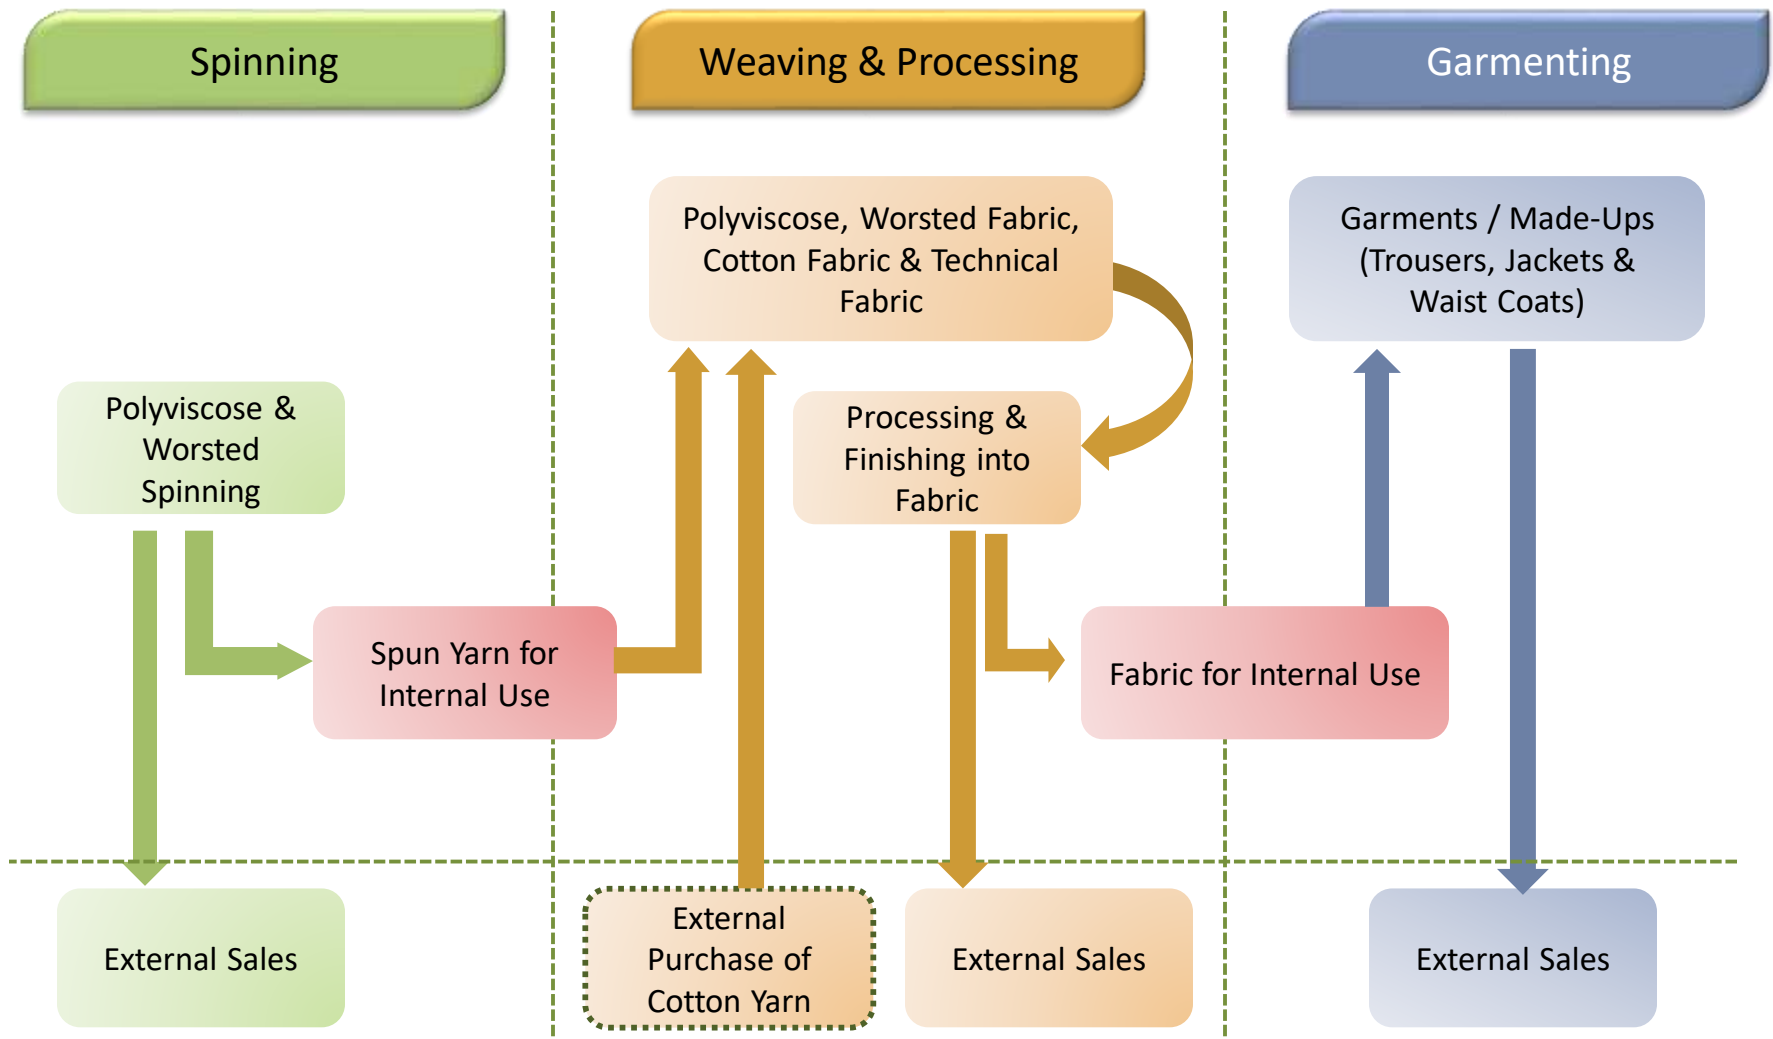 Spinning
Weaving & Processing
Garmenting
Polyviscose, Worsted Fabric,
Cotton Fabric & Technical
Fabric
Garments / Made-Ups
(Trousers, Jackets &
Waist Coats)
Polyviscose &
Worsted
Spinning
Processing &
Finishing into
Fabric
Spun Yarn for
Internal Use
Fabric for Internal Use
External Sales
External
Purchase of
Cotton Yarn
External Sales
External Sales